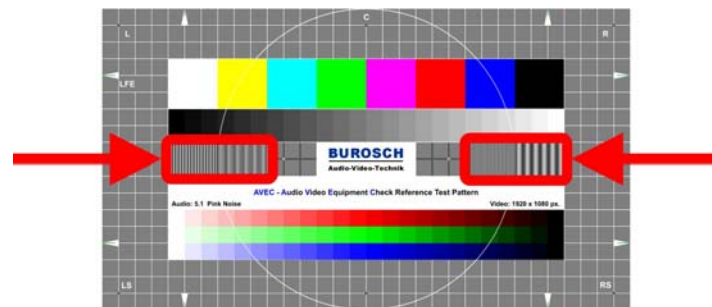 C
L
R
LFE
BUROSCH
Audio-Video-Technik
AVEC - Audio Video Equipment Check Reference Test Pattern
Audio: 5.1 Pink Noise
Video: 1920 x 1080 px.
LS
RS